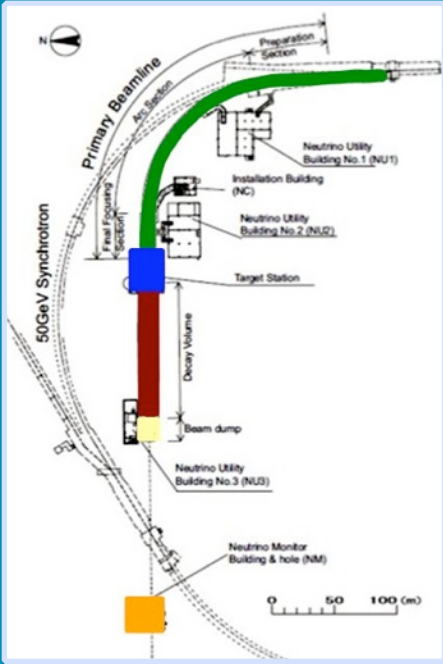 N
Preparation
Section
Arc Section
Primary Beamline
Neutrino Utility
Building No.1 (NU1)
Installation Building
(NC)
Final Focusing
Section
Neutrino Utility
Building No.2 (NU2)
50GeV Synchrotron
Target Station
Decay Volume
Beam dump
Neutrino Utility
Building No.3 (NU3)
Neutrino Monitor
Building & hole (NM)
0 50 100 (m)